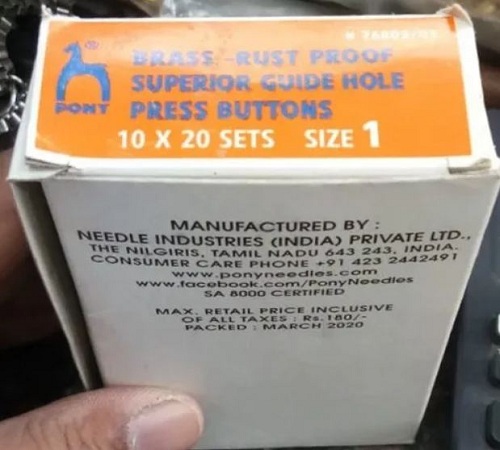 BRASS-RUST PROOF
SUPERIOR GUIDE HOLE
PONY PRESS BUTTONS
10 X 20 SETS SIZE 1
MANUFACTURED BY :
NEEDLE INDUSTRIES (INDIA) PRIVATE LTD.,
THE NILGIRIS, TAMIL NADU 643 243, INDIA.
CONSUMER CARE PHONE +91 423 2442491
www.ponyneedles.com
www.facebook.com/PonyNeedles
SA 8000 CERTIFIED
MAX. RETAIL PRICE INCLUSIVE
OF ALL TAXES : Rs. 180/-
PACKED : MARCH 2020